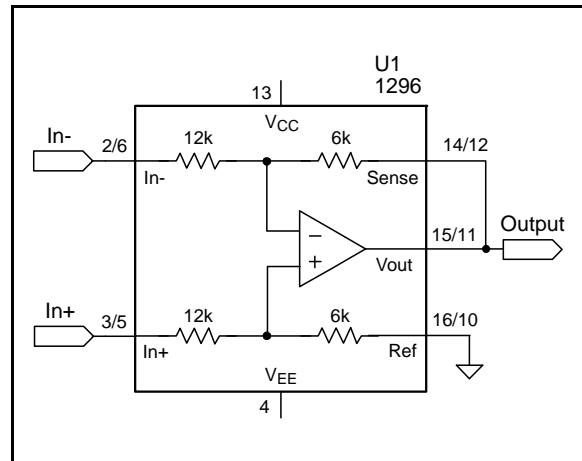 U1
1296
13
VCC
In-
2/6
12k
6k
14/12
In-
Sense
Output
−
15/11
+
Vout
In+
3/5
12k
6k
16/10
In+
Ref
VEE
4